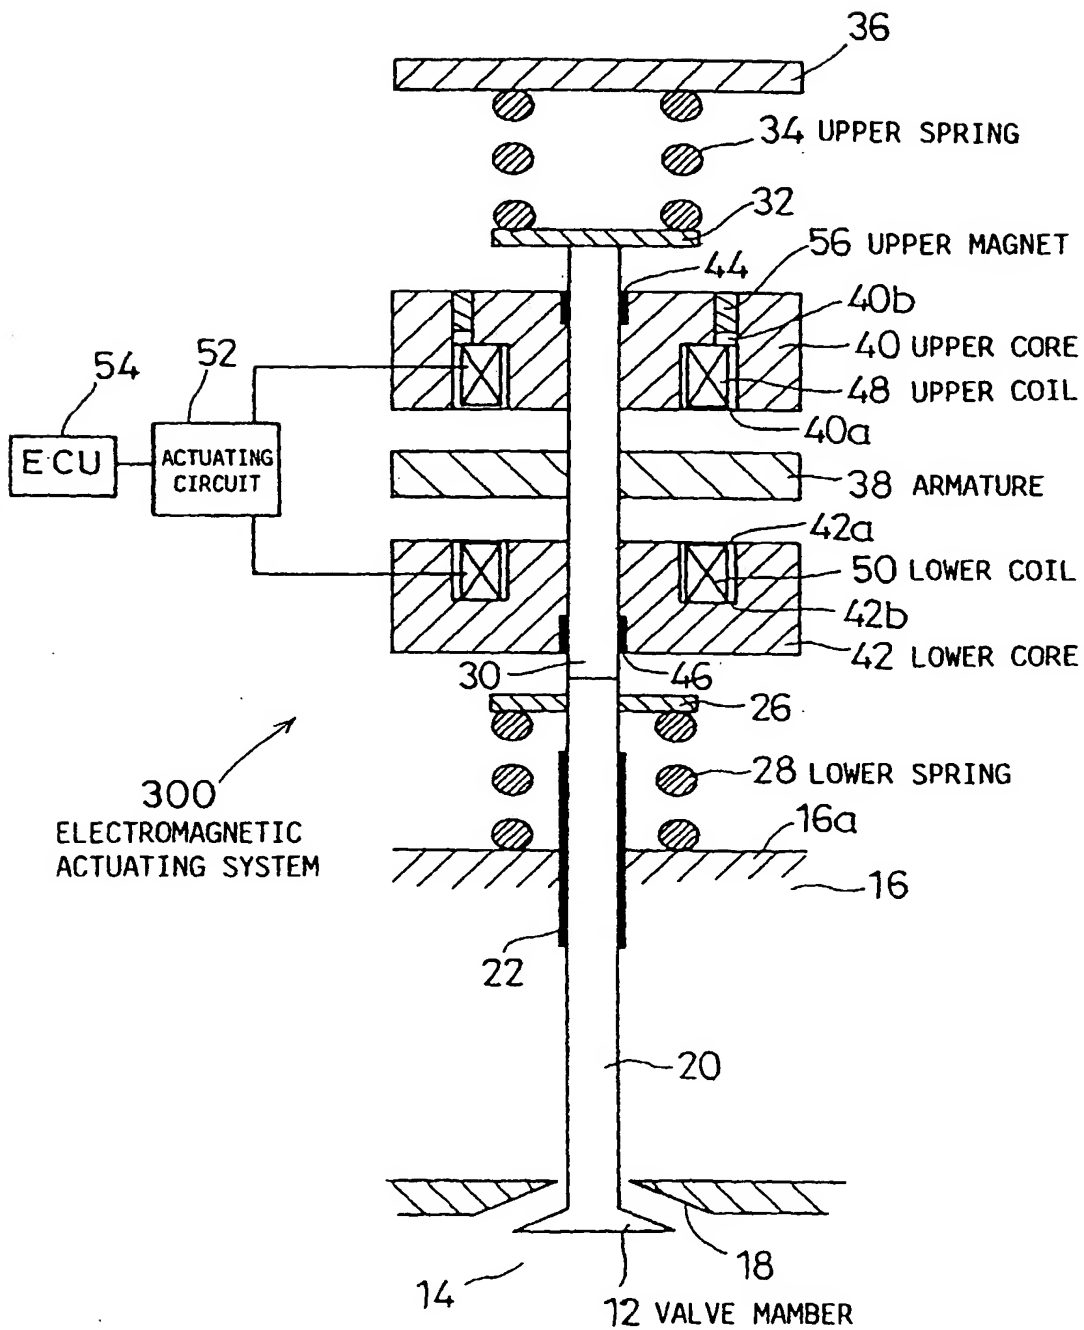 36
34 UPPER SPRING
32
56 UPPER MAGNET
44
40b
40 UPPER CORE
48 UPPER COIL
40a
54
52
ECU
ACTUATING
CIRCUIT
38 ARMATURE
42a
50 LOWER COIL
42b
42 LOWER CORE
30
46
26
28 LOWER SPRING
300
ELECTROMAGNETIC
ACTUATING SYSTEM
16a
16
22
20
18
14
12 VALVE MAMBER